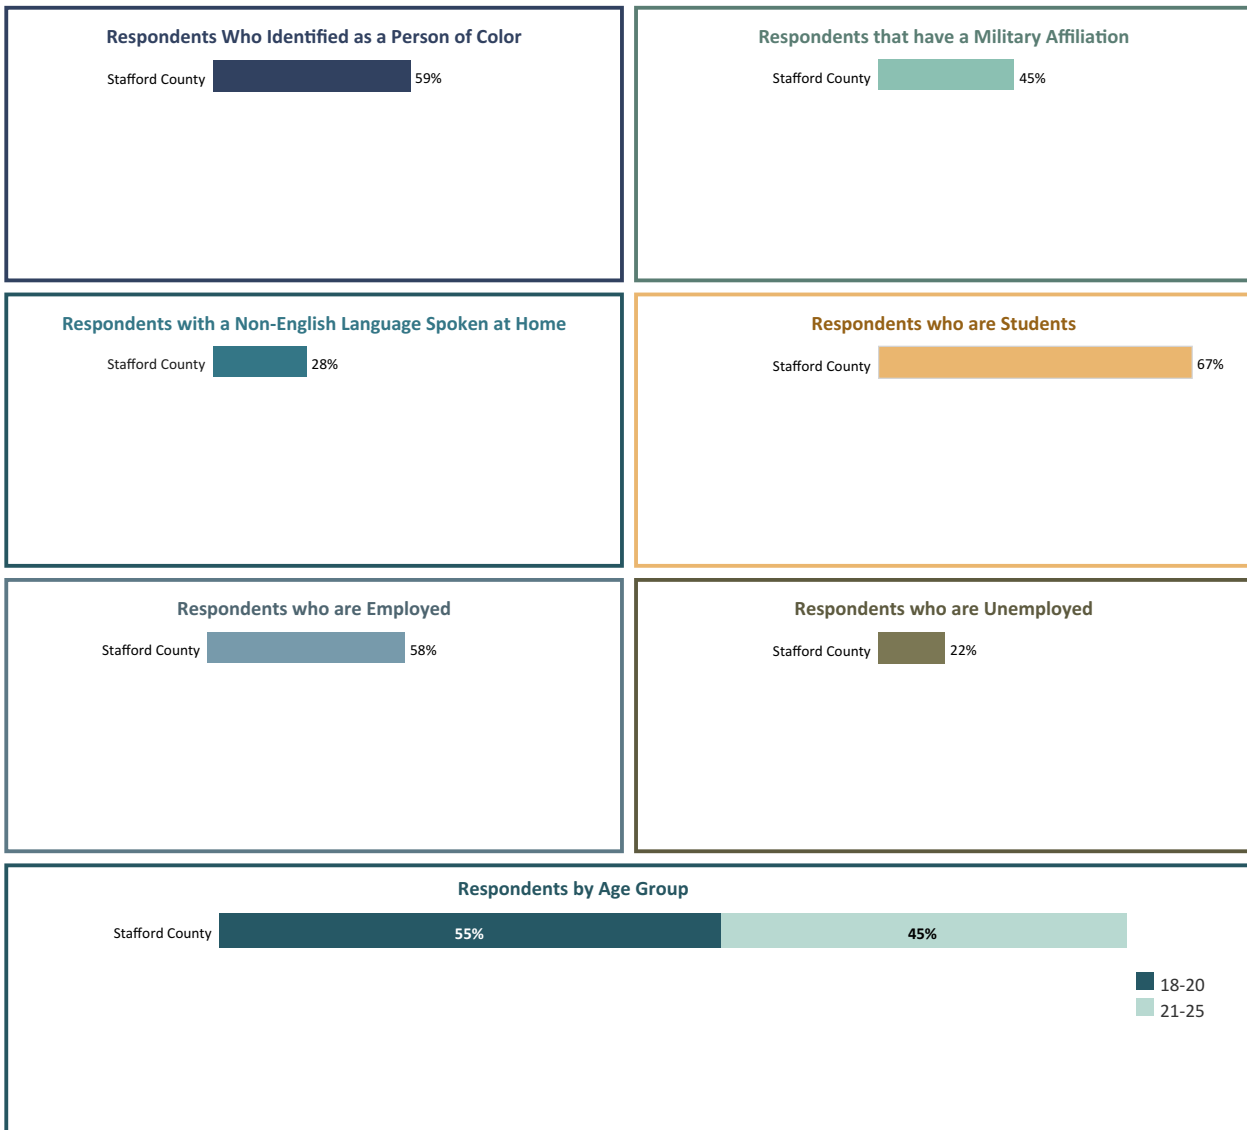 Respondents Who Identified as a Person of Color
Stafford County 59%
Respondents that have a Military Affiliation
Stafford County 45%
Respondents with a Non-English Language Spoken at Home
Stafford County 28%
Respondents who are Students
Stafford County 67%
Respondents who are Employed
Stafford County 58%
Respondents who are Unemployed
Stafford County 22%
Respondents by Age Group
Stafford County 55% 45%
18-20
21-25